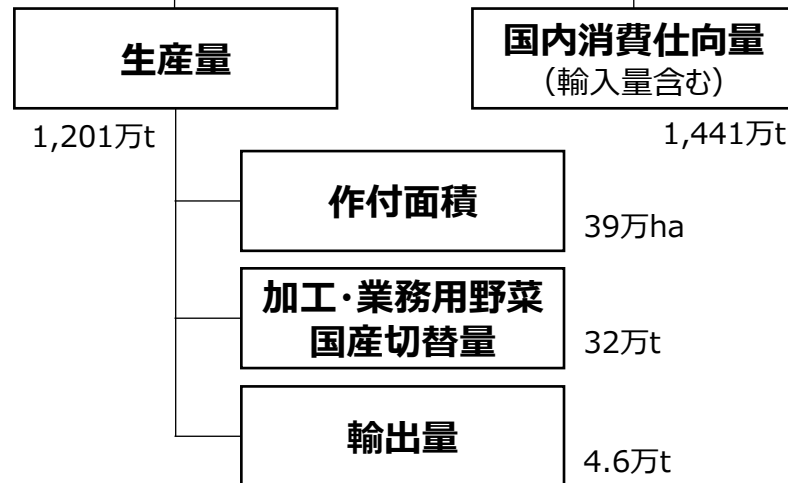 生産量
国内消費仕向量
（輸入量含む）
1,201万t
1,441万t
作付面積
39万ha
加工・業務用野菜
国産切替量
32万t
輸出量
4.6万t